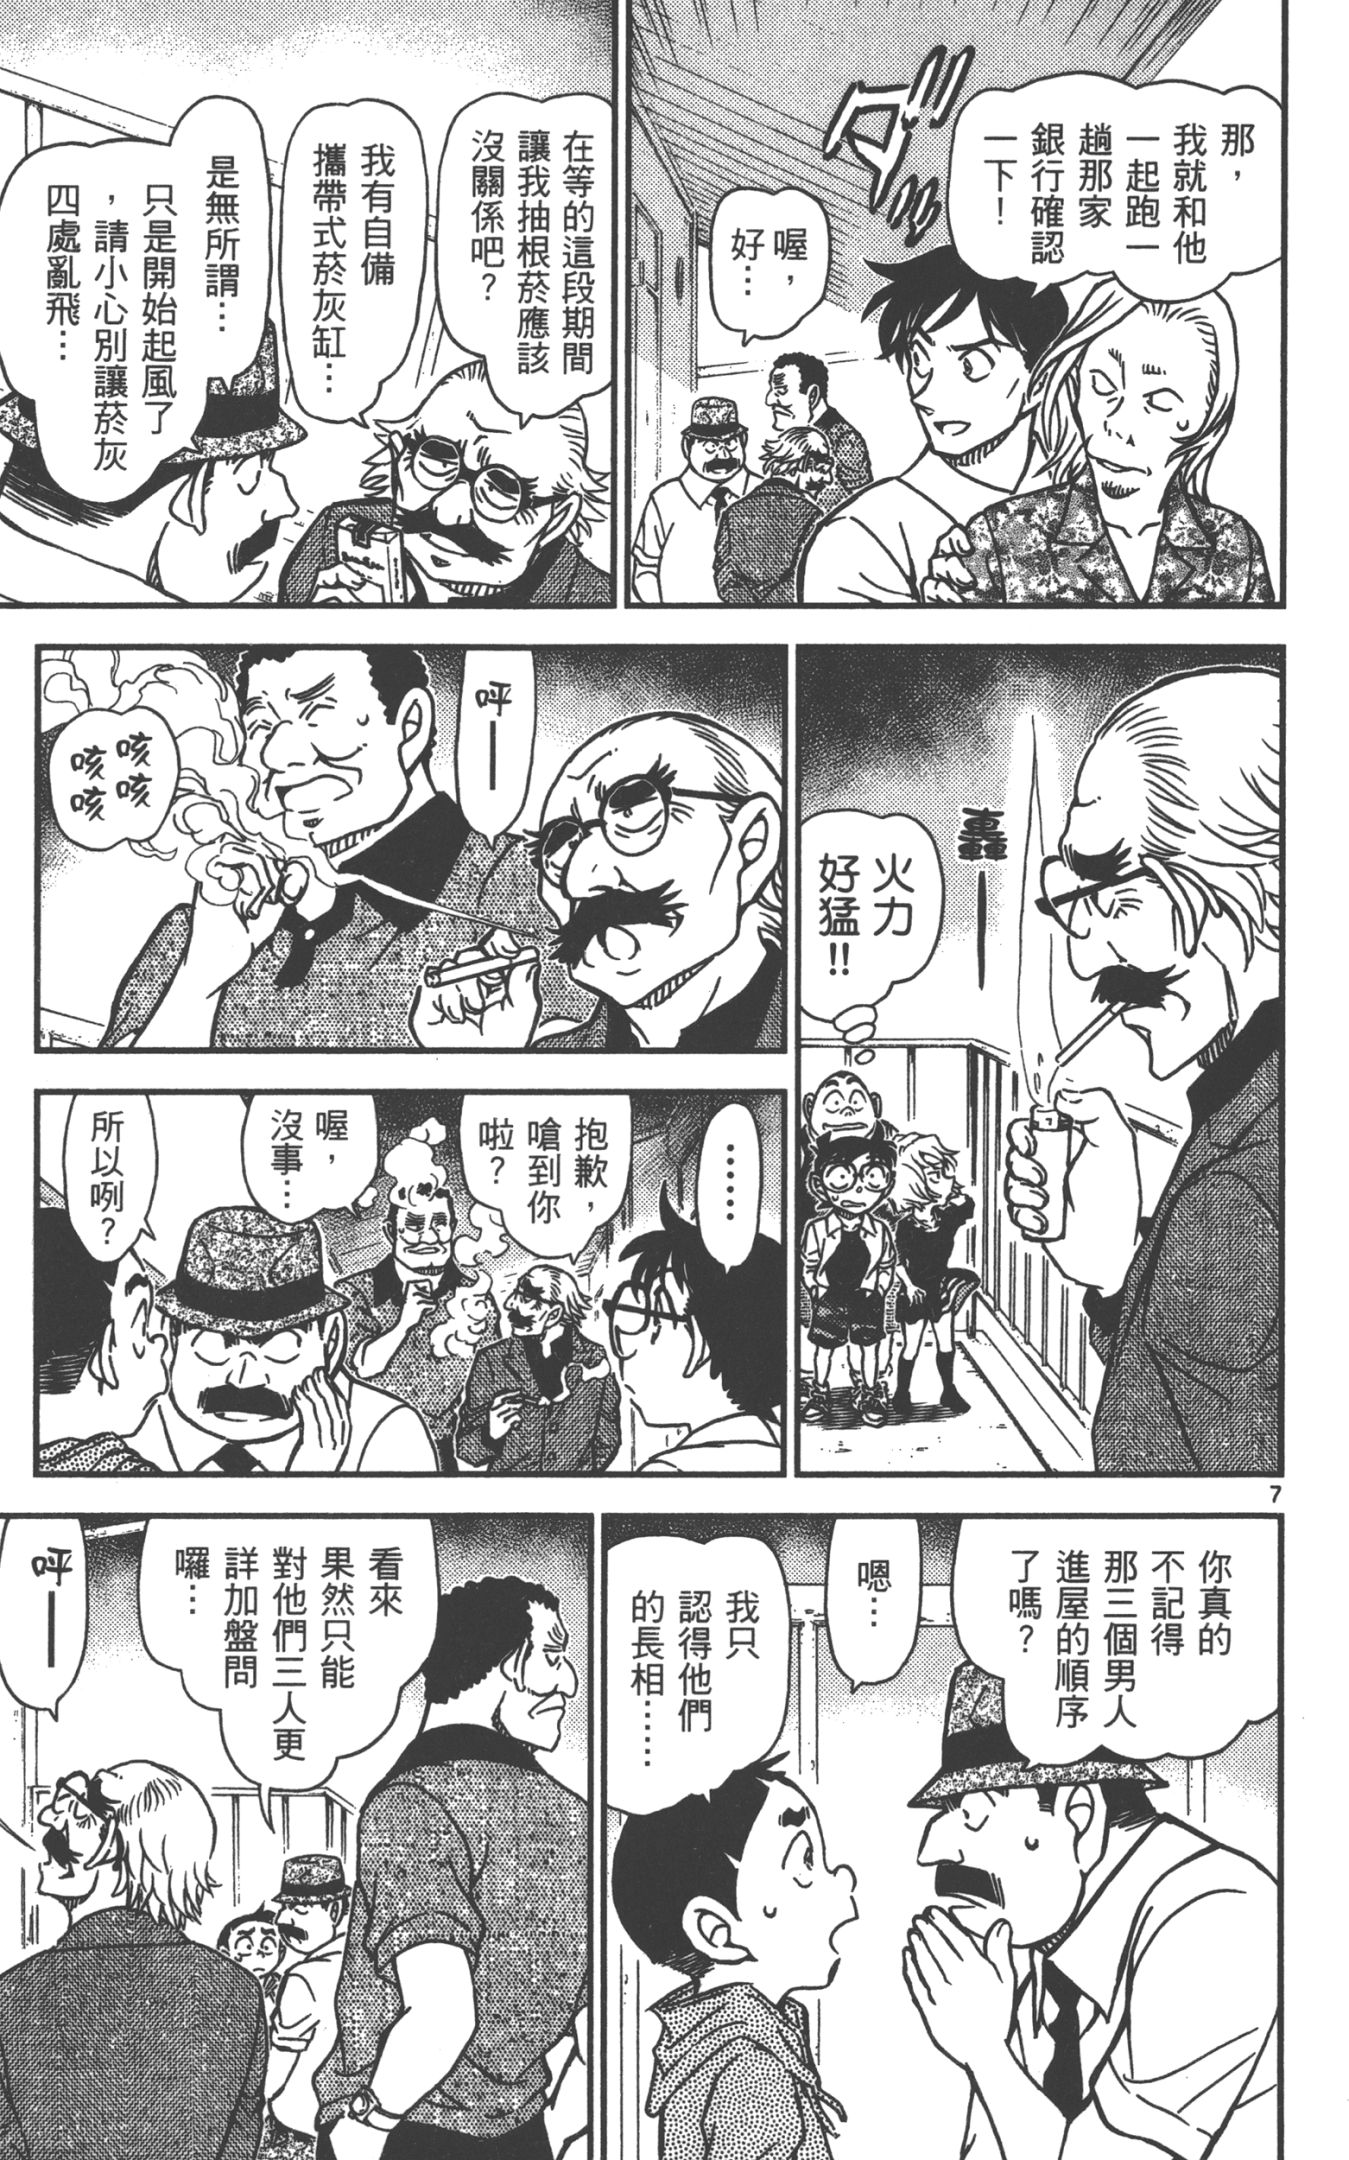 那，
我就和他
一起跑一
趟那家
銀行確認
一下！
喔，
好…
ダッ
在等的這段期間
讓我抽根菸應該
沒關係吧？
我有自備
攜帶式菸灰缸…
是無所謂…
只是開始起風了
，請小心別讓菸灰
四處亂飛…
轟—
火力
好猛!!
呼—
咳咳
咳咳
……
抱歉，
嗆到你
啦？
喔，
沒事…
所以咧？
7
你真的
不記得
那三個男人
進屋的順序
了嗎？
嗯…
我只
認得他們
的長相……
看來
果然只能
對他們三人更
詳加盤問
囉…
呼—